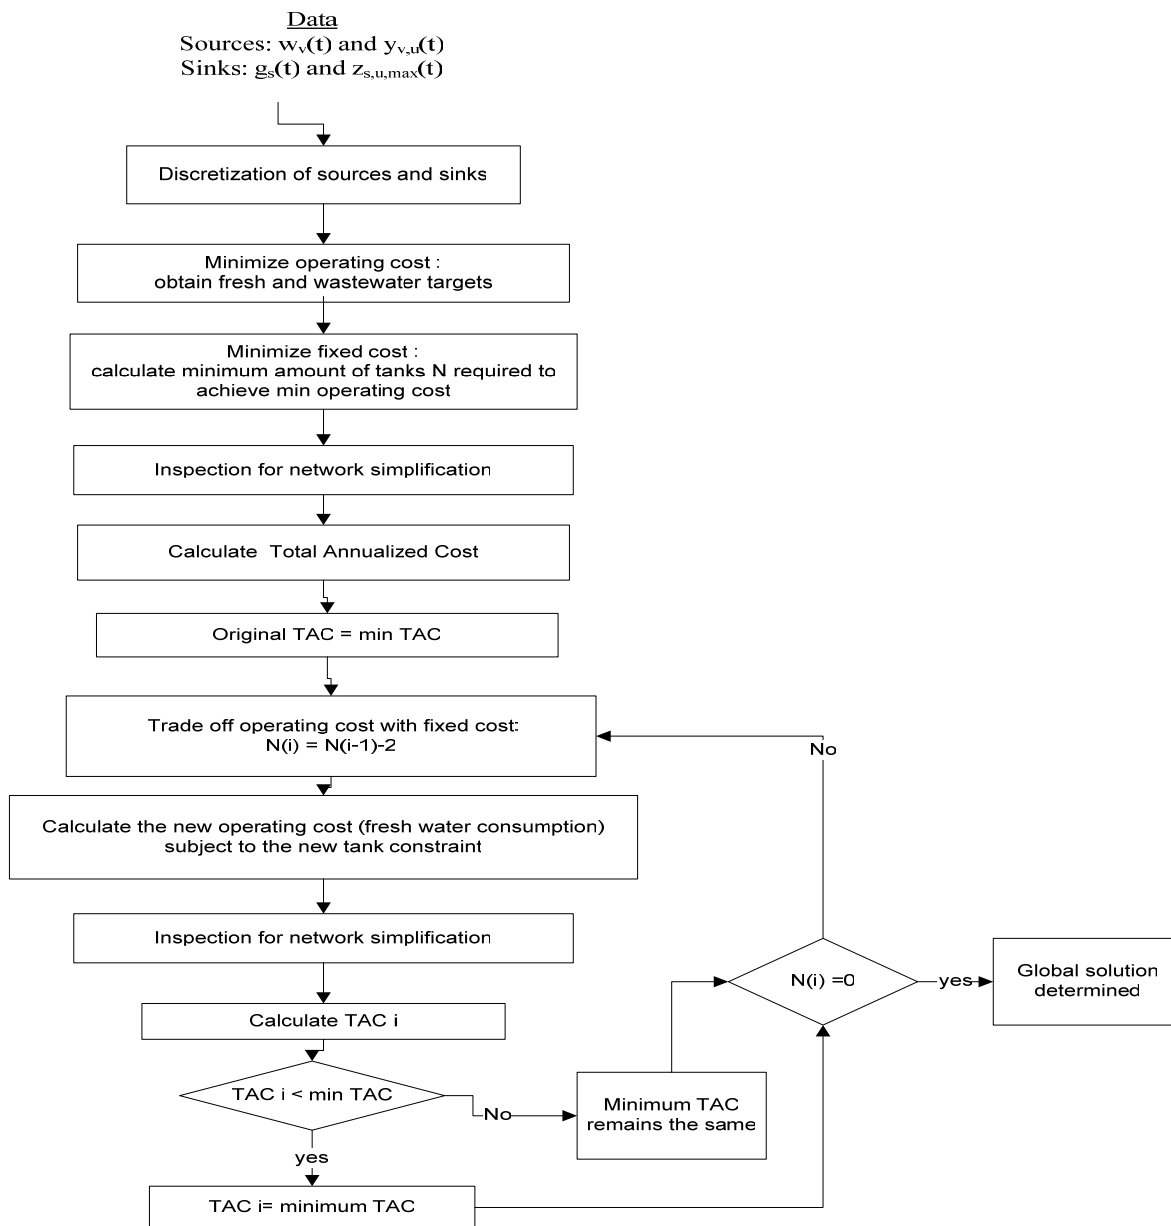 Data
Sources: wv(t) and yv,u(t)
Sinks: gs(t) and zs,u,max(t)
Discretization of sources and sinks
Minimize operating cost :
obtain fresh and wastewater targets
Minimize fixed cost :
calculate minimum amount of tanks N required to
achieve min operating cost
Inspection for network simplification
Calculate Total Annualized Cost
Original TAC = min TAC
Trade off operating cost with fixed cost:
N(i) = N(i-1)-2
No
Calculate the new operating cost (fresh water consumption)
subject to the new tank constraint
Inspection for network simplification
N(i) =0
yes
Global solution
determined
Calculate TAC i
TAC i < min TAC
No
Minimum TAC
remains the same
yes
TAC i= minimum TAC